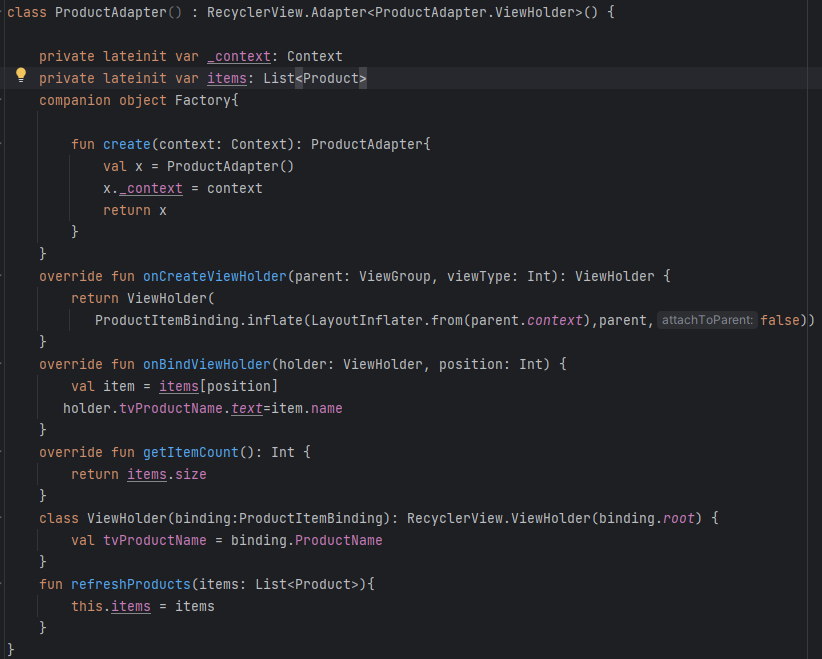 class ProductAdapter() : RecyclerView.Adapter<ProductAdapter.ViewHolder>() {
private lateinit var _context: Context
private lateinit var items: List<Product>
companion object Factory{
fun create(context: Context): ProductAdapter{
val x = ProductAdapter()
x._context = context
return x
}
}
override fun onCreateViewHolder(parent: ViewGroup, viewType: Int): ViewHolder {
return ViewHolder(
ProductItemBinding.inflate(LayoutInflater.from(parent.context),parent, attachToParent: false))
}
override fun onBindViewHolder(holder: ViewHolder, position: Int) {
val item = items[position]
holder.tvProductName.text=item.name
}
override fun getItemCount(): Int {
return items.size
}
class ViewHolder(binding:ProductItemBinding): RecyclerView.ViewHolder(binding.root) {
val tvProductName = binding.ProductName
}
fun refreshProducts(items: List<Product>){
this.items = items
}
}